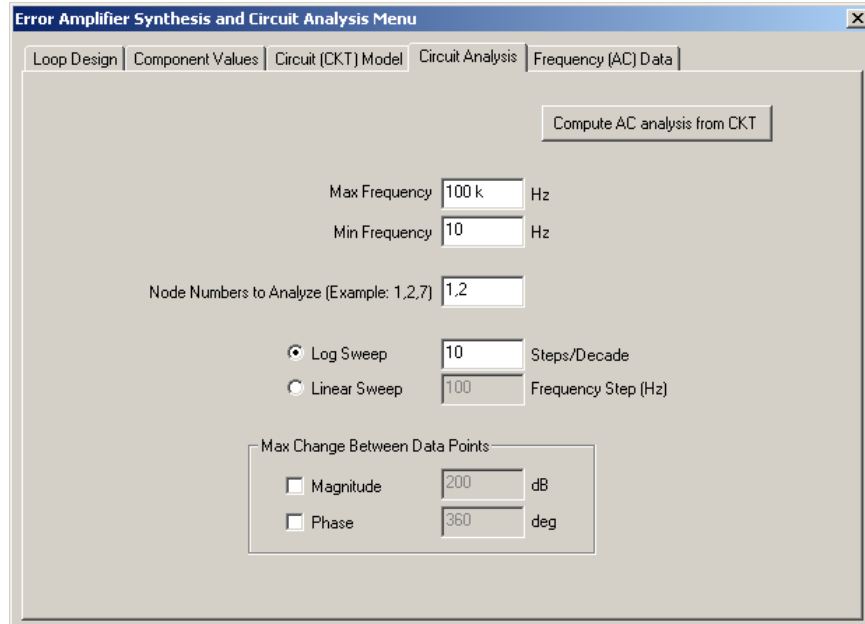 Error Amplifier Synthesis and Circuit Analysis Menu
Loop Design Component Values Circuit (CKT) Model Circuit Analysis Frequency (AC) Data
Compute AC analysis from CKT
Max Frequency 100 k Hz
Min Frequency 10 Hz
Node Numbers to Analyze (Example: 1,2,7) 1,2
Log Sweep 10 Steps/Decade
Linear Sweep 100 Frequency Step (Hz)
Max Change Between Data Points
Magnitude 200 dB
Phase 360 deg